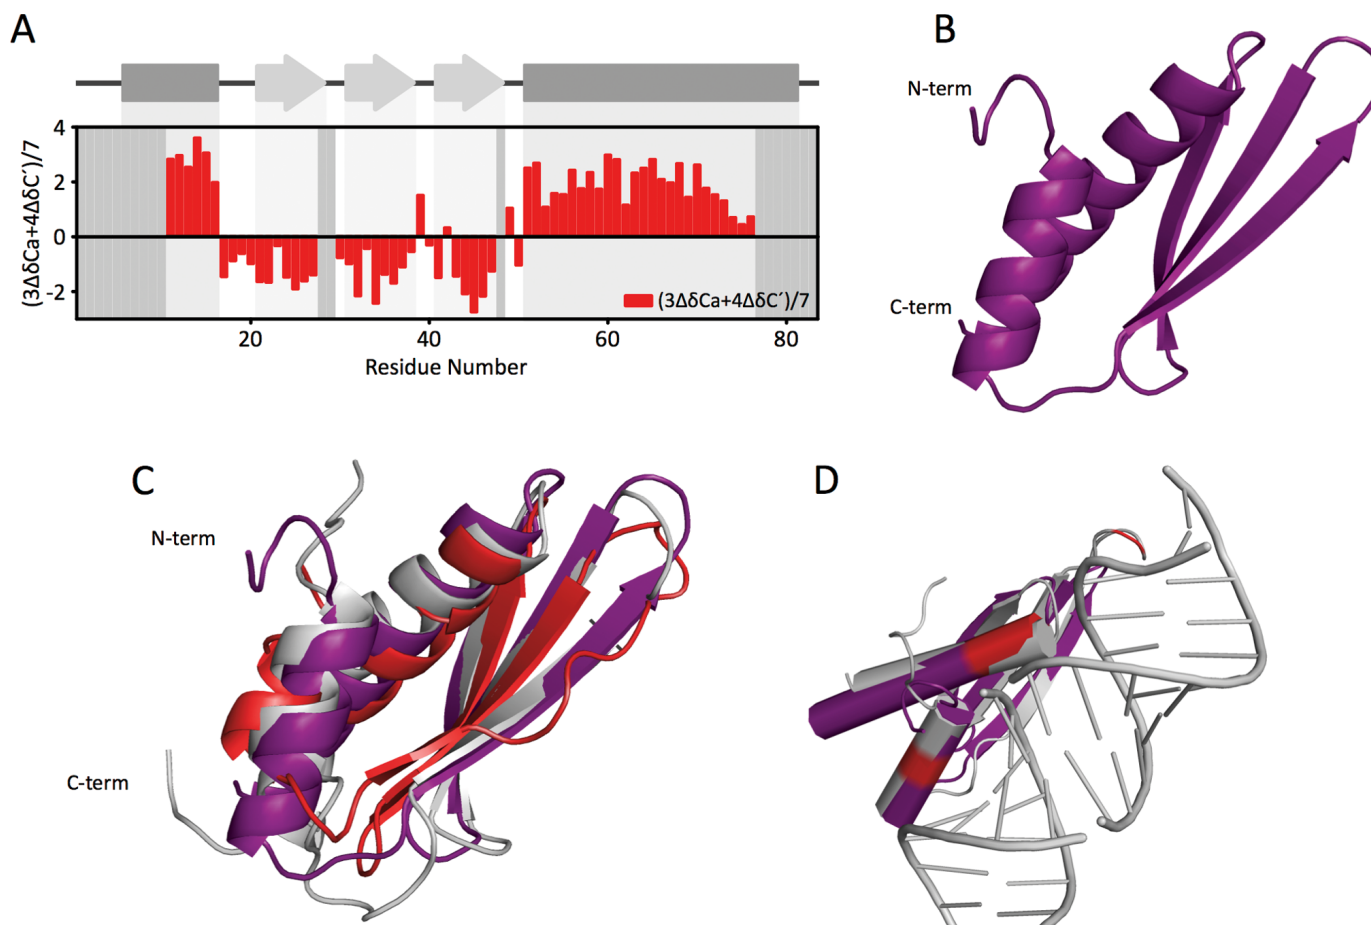 A
B
4
2
0
-2
(3ΔδCa+4ΔδC´)/7
(3ΔδCa+4ΔδC´)/7
20
40
60
80
Residue Number
N-term
C-term
C
D
N-term
C-term